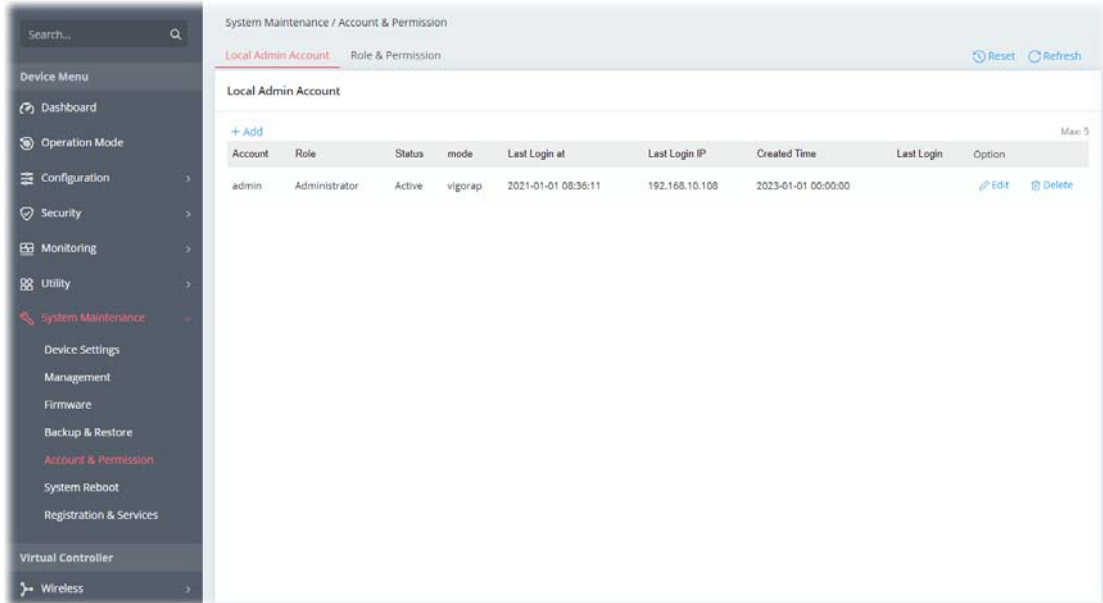 Search...
Device Menu
Dashboard
Operation Mode
Configuration
Security
Monitoring
Utility
System Maintenance
Device Settings
Management
Firmware
Backup & Restore
Account & Permission
System Reboot
Registration & Services
Virtual Controller
Wireless
System Maintenance / Account & Permission
Local Admin Account Role & Permission Reset Refresh
Local Admin Account
+ Add Max: 5
Account Role Status mode Last Login at Last Login IP Created Time Last Login Option
admin Administrator Active vigorap 2021-01-01 08:36:11 192.168.10.108 2023-01-01 00:00:00 Edit Delete